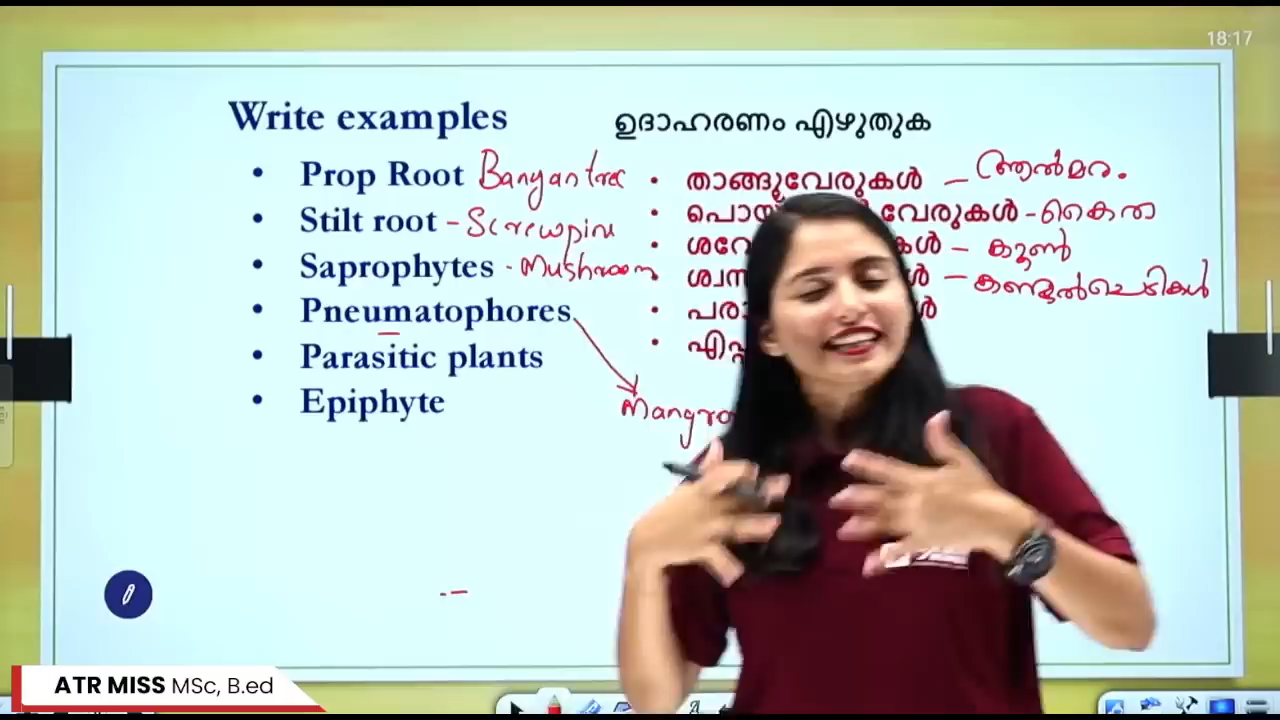 18:17
Write examples ഉദാഹരണം എഴുതുക
• Prop Root Banyan tree
• Stilt root - Screwpine
• Saprophytes - Mushroom
• Pneumatophores
• Parasitic plants
• Epiphyte
• താങ്ങുവേരുകൾ - ആൽമരം
• വേരുകൾ - കൈത
• - കൂൺ
• - കണ്ടൽചെടികൾ
•
•
ATR MISS MSc, B.ed